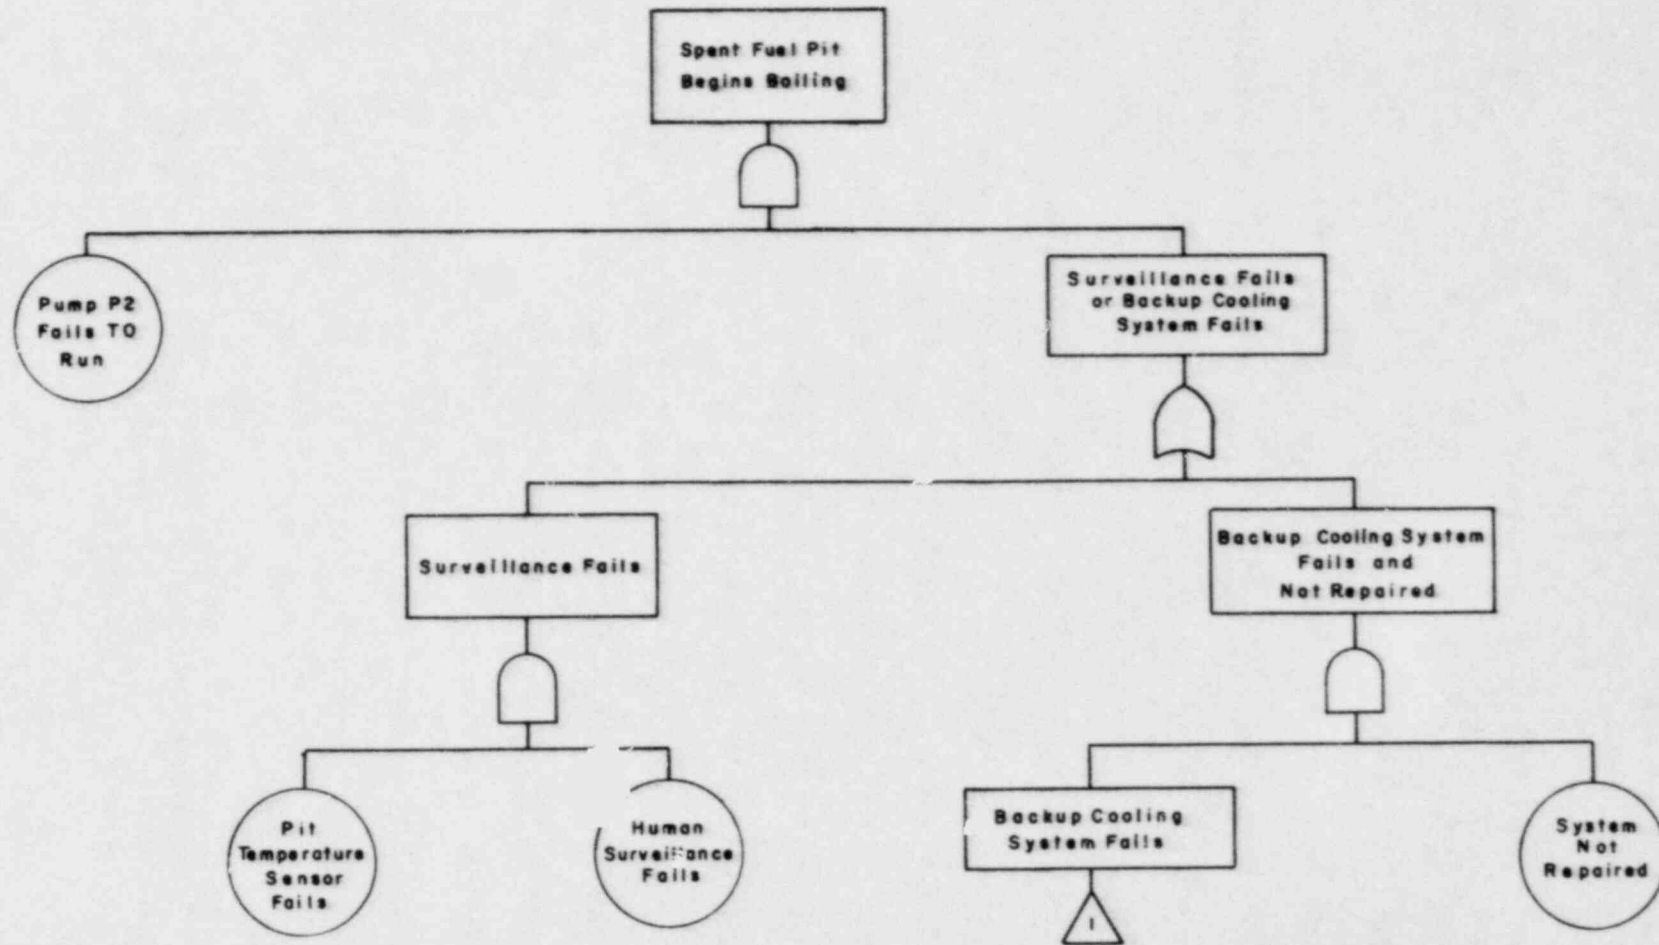 Spent Fuel Pit
Begins Boiling
Pump P2
Fails TO
Run
Surveillance Fails
or Backup Cooling
System Fails
Surveillance Fails
Backup Cooling System
Fails and
Not Repaired
Pit
Temperature
Sensor
Fails
Human
Surveillance
Fails
Backup Cooling
System Fails
1
System
Not
Repaired